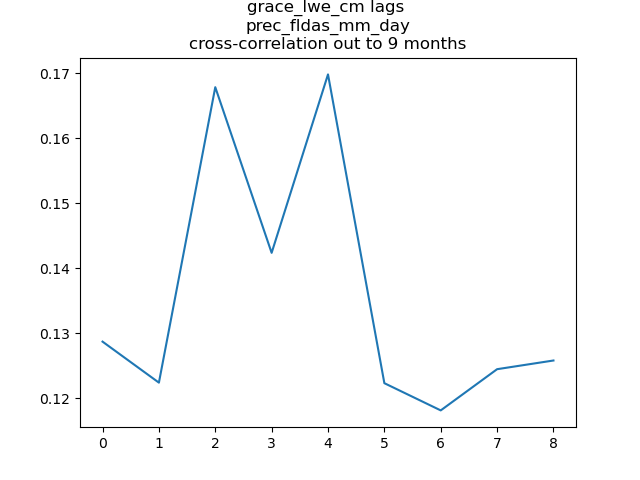 grace_lwe_cm lags
prec_fldas_mm_day
cross-correlation out to 9 months
0.17
0.16
0.15
0.14
0.13
0.12
0 1 2 3 4 5 6 7 8